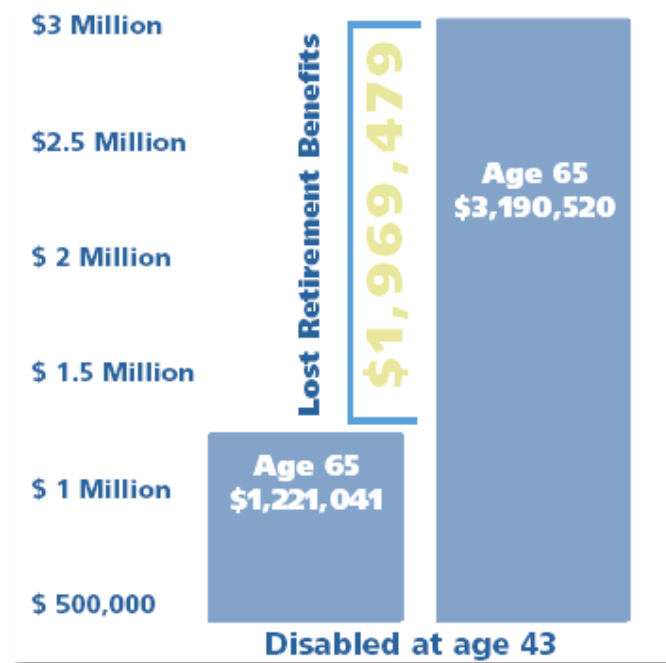 $3 Million
$2.5 Million
$ 2 Million
$ 1.5 Million
$ 1 Million
$ 500,000
Lost Retirement Benefits
$1,969,479
Age 65
$1,221,041
Age 65
$3,190,520
Disabled at age 43